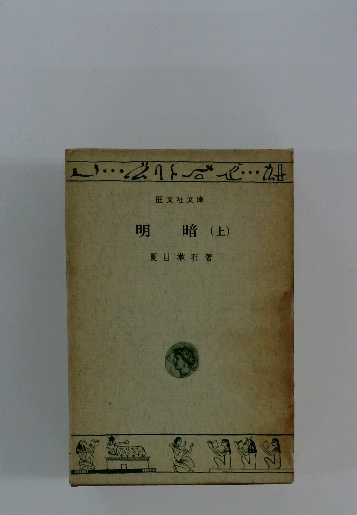 旺文社文庫
明 暗 (上)
夏目漱石著